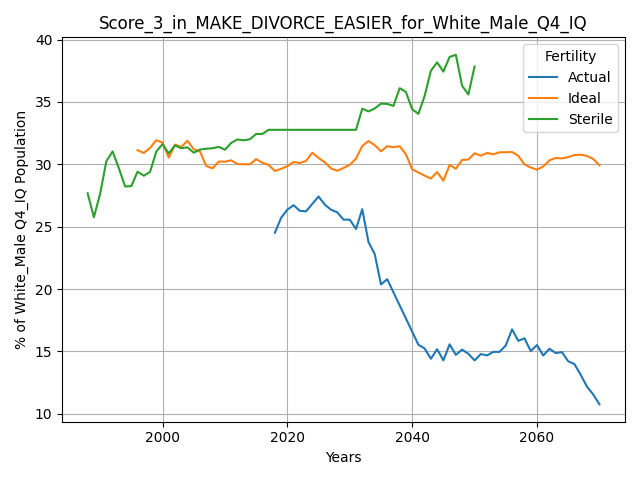 Score_3_in_MAKE_DIVORCE_EASIER_for_White_Male_Q4_IQ
% of White_Male Q4_IQ Population
40
35
30
25
20
15
10
Fertility
Actual
Ideal
Sterile
2000
2020
2040
2060
Years